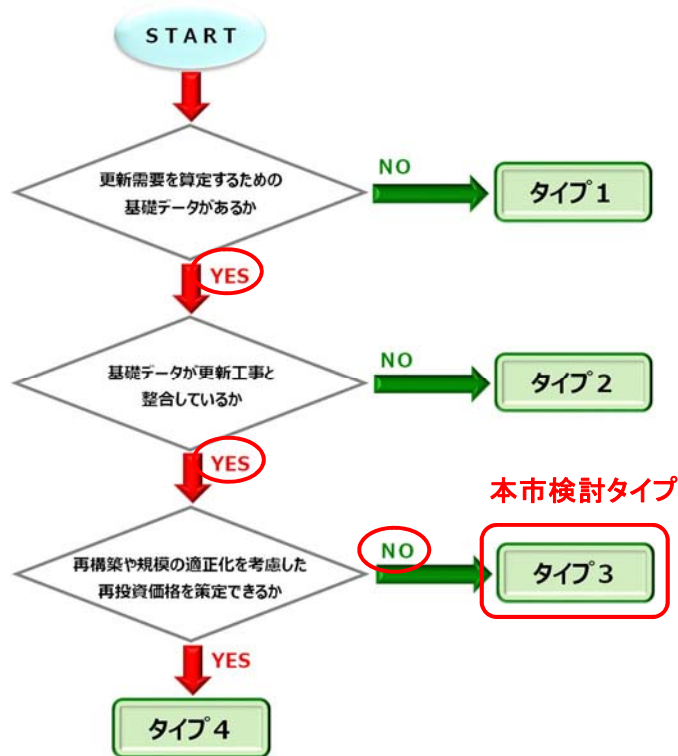 START
更新需要を算定するための
基礎データがあるか
NO
タイプ1
YES
基礎データが更新工事と
整合しているか
NO
タイプ2
YES
本市検討タイプ
再構築や規模の適正化を考慮した
再投資価格を策定できるか
NO
タイプ3
YES
タイプ4